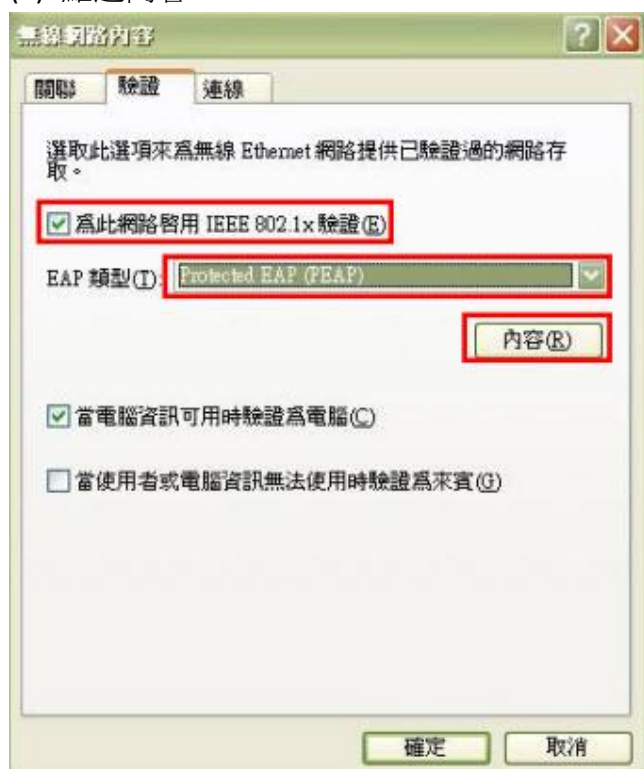 無線網路內容
關聯 驗證 連線
選取此選項來為無線 Ethernet 網路提供已驗證過的網路存
取。
為此網路啓用 IEEE 802.1x 驗證(E)
EAP 類型(T): Protected EAP (PEAP)
內容(R)
當電腦資訊可用時驗證為電腦(C)
當使用者或電腦資訊無法使用時驗證為來賓(G)
確定 取消